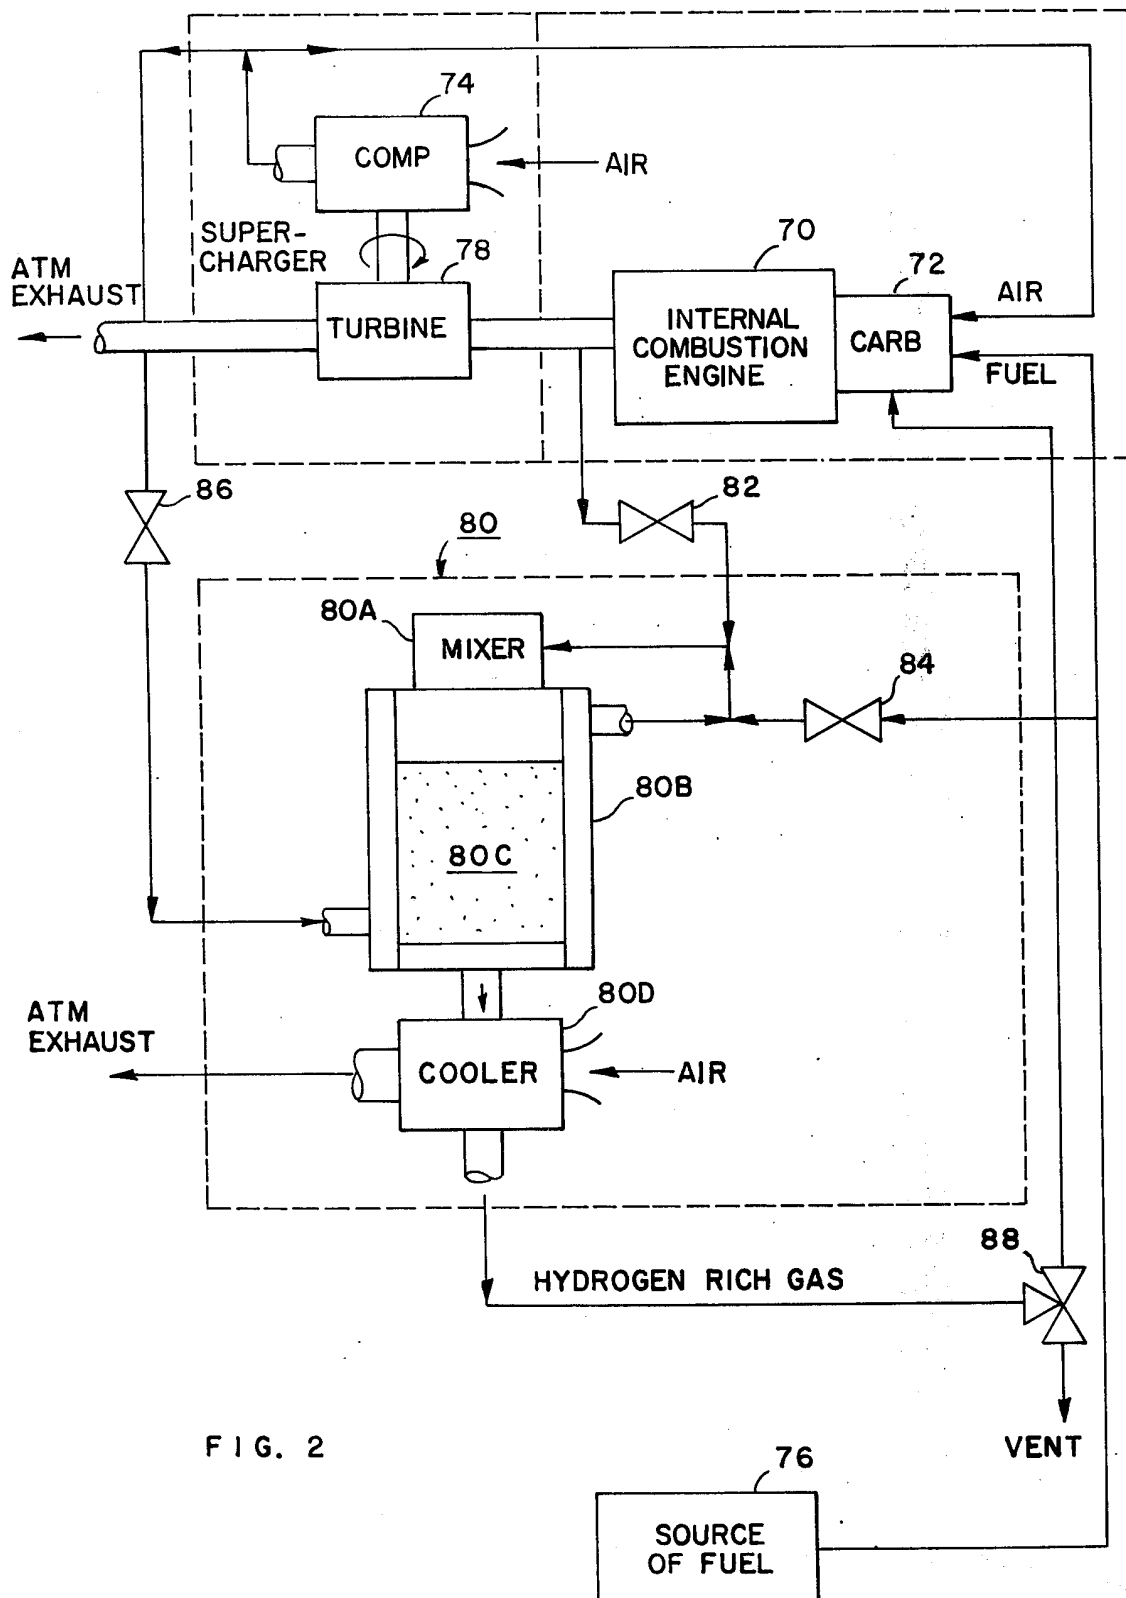 74
COMP
AIR
SUPER-
CHARGER
78
70
72
ATM
EXHAUST
TURBINE
INTERNAL
COMBUSTION
ENGINE
CARB
AIR
FUEL
86
82
80
80A
MIXER
84
80B
80C
80D
ATM
EXHAUST
COOLER
AIR
88
HYDROGEN RICH GAS
VENT
FIG. 2
76
SOURCE
OF FUEL